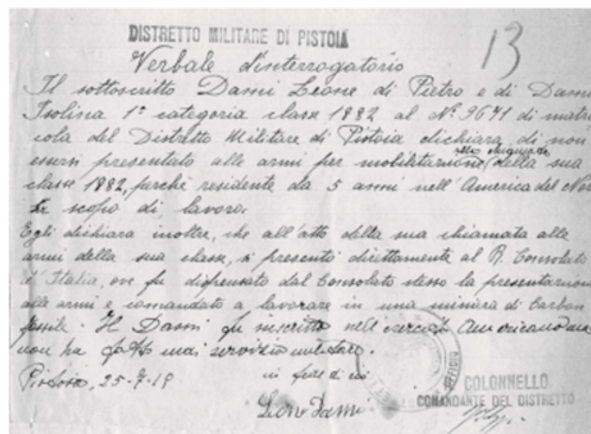 DISTRETTO MILITARE DI PISTOIA
13
Verbale d'interrogatorio
Il sottoscritto Dami Leone di Pietro e di Dami
Isolina 1ª categoria classe 1882 al Nº 9671 di matri
cola del Distretto Militare di Pistoia dichiara di non
essersi presentato alle armi per mobilitazione della sua
classe 1882, perchè residente da 5 anni nell'America del Nor
scopo di lavoro.
Egli dichiara inoltre, che all'atto della sua chiamata alle
armi della sua classe, si presentò direttamente al R. Consolato
d'Italia, ove fu dispensato dal Consolato stesso la presentazione
alle armi e comandato a lavorare in una miniera di Carbon
fossile. Il Dami fu inscritto nell'esercito Americano ma
non ha fatto mai servizio militare.
Pistoia, 25-7-19
in fede di ciò
Leone Dami
UFFICIO
COLONNELLO
COMANDANTE DEL DISTRETTO